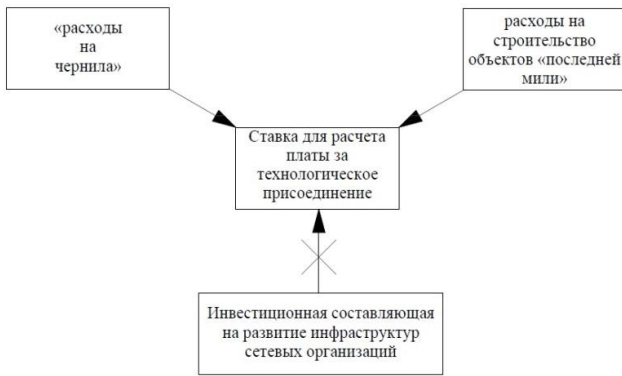 «расходы
на
чернила»
расходы на
строительство
объектов «последней
мили»
Ставка для расчета
платы за
технологическое
присоединение
Инвестиционная составляющая
на развитие инфраструктур
сетевых организаций